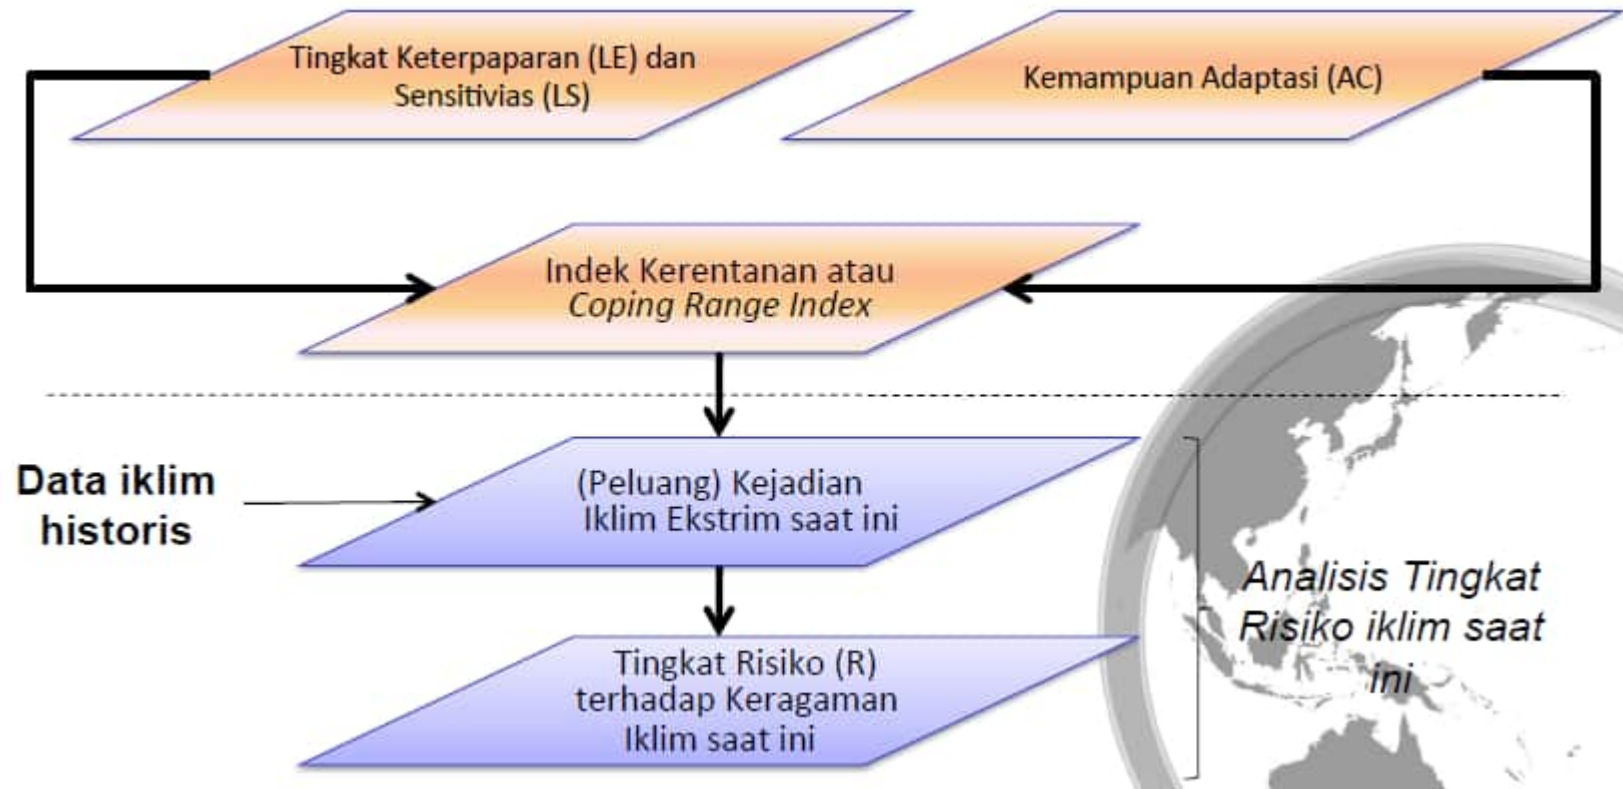 Tingkat Keterpaparan (LE) dan
Sensitivias (LS)
Kemampuan Adaptasi (AC)
Indek Kerentanan atau
Coping Range Index
Data iklim
historis
(Peluang) Kejadian
Iklim Ekstrim saat ini
Analisis Tingkat
Risiko iklim saat
ini
Tingkat Risiko (R)
terhadap Keragaman
Iklim saat ini